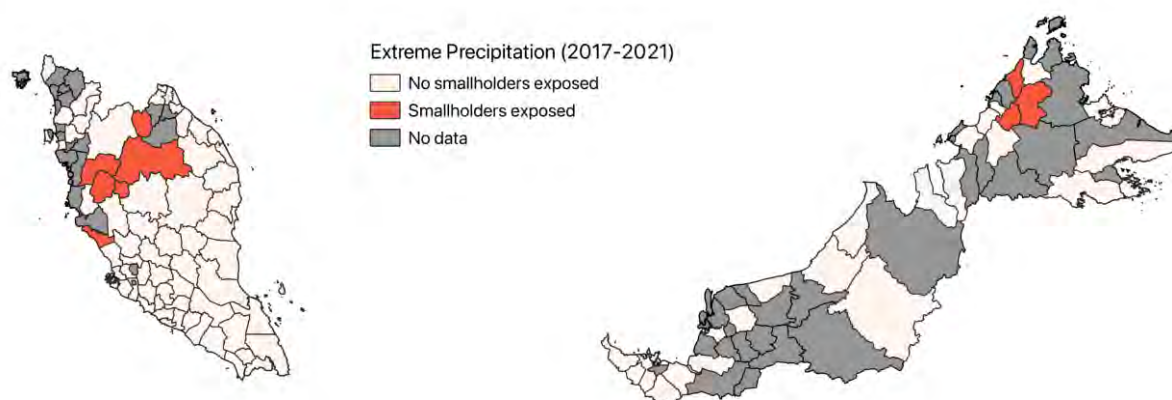 Extreme Precipitation (2017-2021)
No smallholders exposed
Smallholders exposed
No data